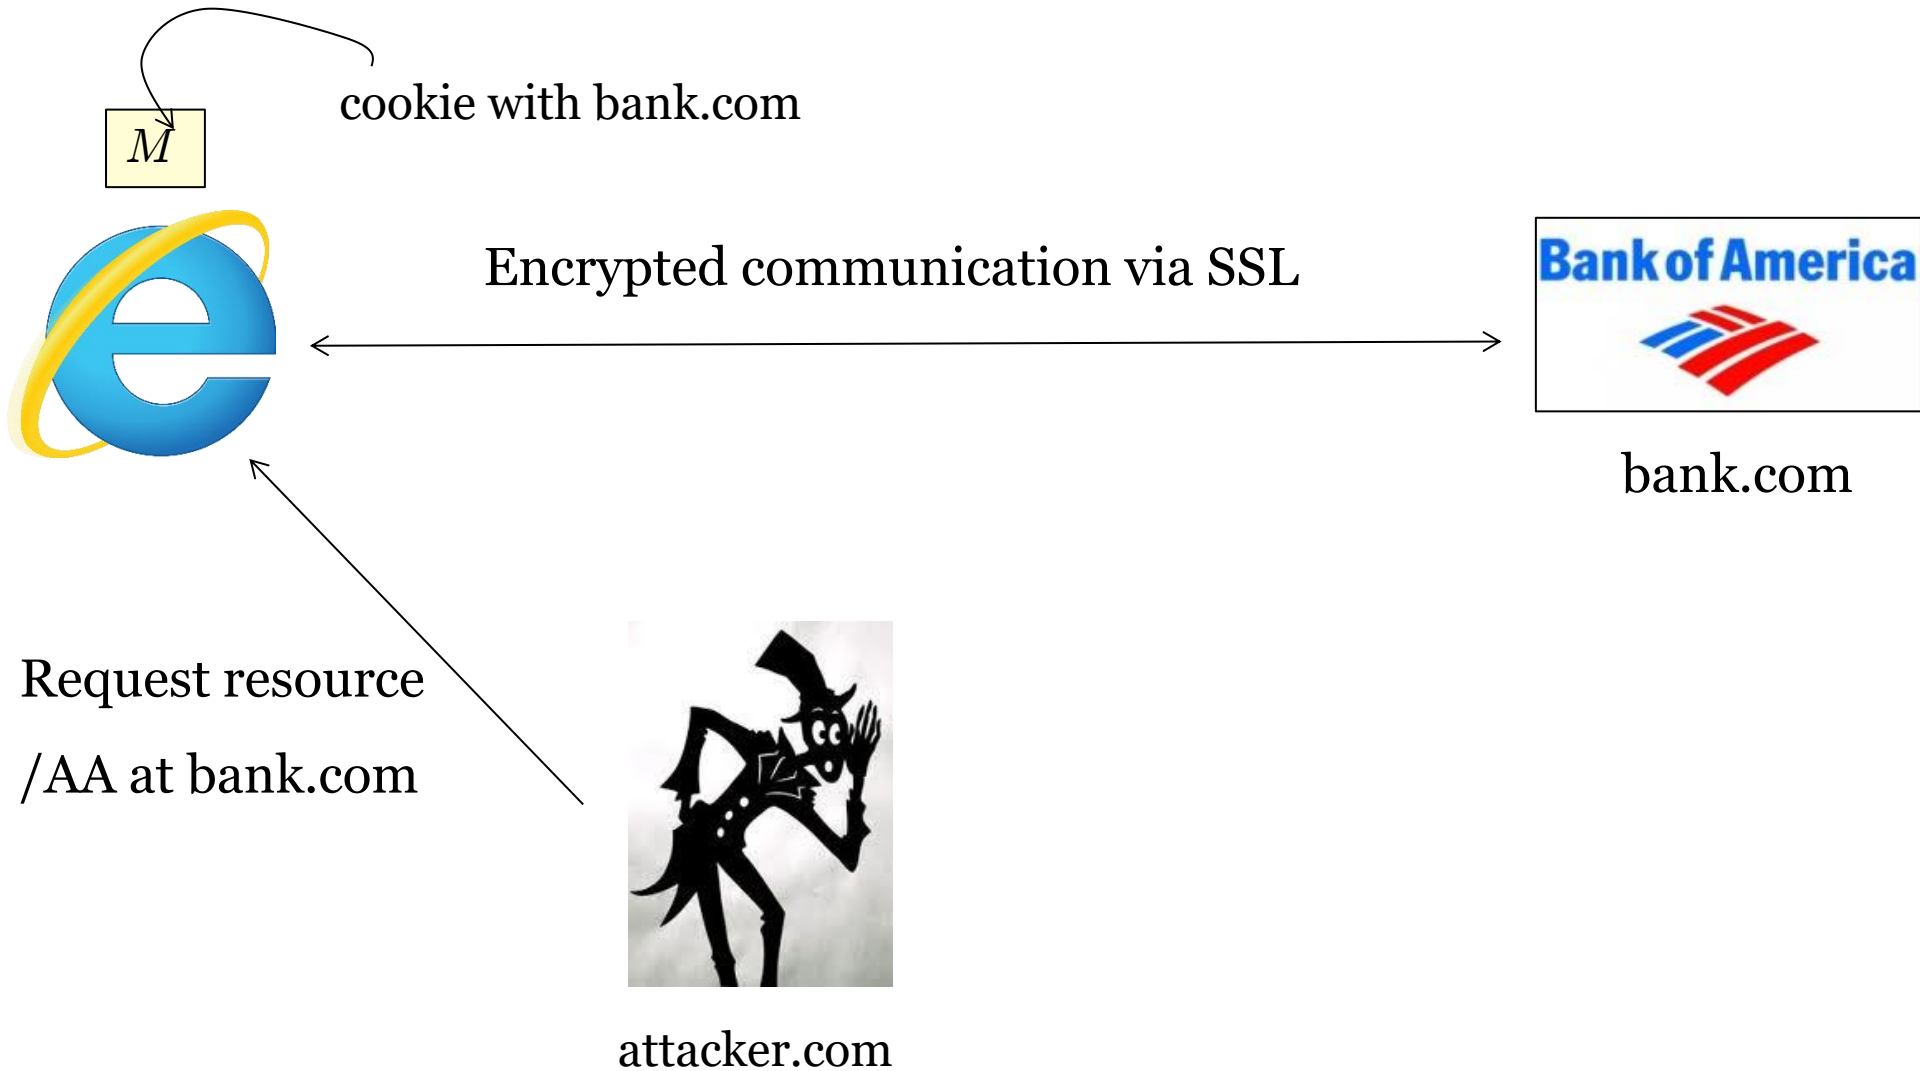 cookie with bank.com
M
Encrypted communication via SSL
Bank of America
bank.com
Request resource
/AA at bank.com
attacker.com